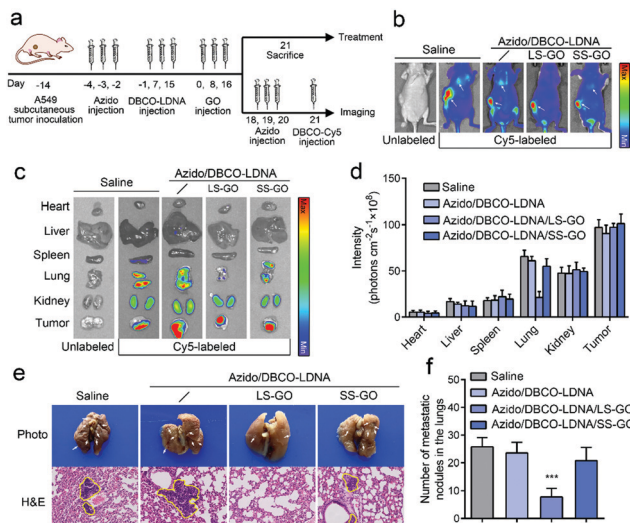 a
21
Sacrifice
Treatment
Day
-14
-4, -3, -2
-1, 7, 15
0, 8, 16
A549
subcutaneous
tumor inoculation
Azido
injection
DBCO-LDNA
injection
GO
injection
18, 19, 20
Azido
injection
21
DBCO-Cy5
injection
Imaging
b
Saline
Azido/DBCO-LDNA
/
LS-GO
SS-GO
Unlabeled
Cy5-labeled
Max
Min
c
Saline
Azido/DBCO-LDNA
/
LS-GO
SS-GO
Heart
Liver
Spleen
Lung
Kidney
Tumor
Unlabeled
Cy5-labeled
Max
Min
d
Saline
Azido/DBCO-LDNA
Azido/DBCO-LDNA/LS-GO
Azido/DBCO-LDNA/SS-GO
Intensity
(photons cm⁻²s⁻¹×10⁸)
150
100
50
0
Heart
Liver
Spleen
Lung
Kidney
Tumor
e
Saline
Azido/DBCO-LDNA
/
LS-GO
SS-GO
Photo
H&E
f
Saline
Azido/DBCO-LDNA
Azido/DBCO-LDNA/LS-GO
Azido/DBCO-LDNA/SS-GO
Number of metastatic
nodules in the lungs
50
40
30
20
10
0
***